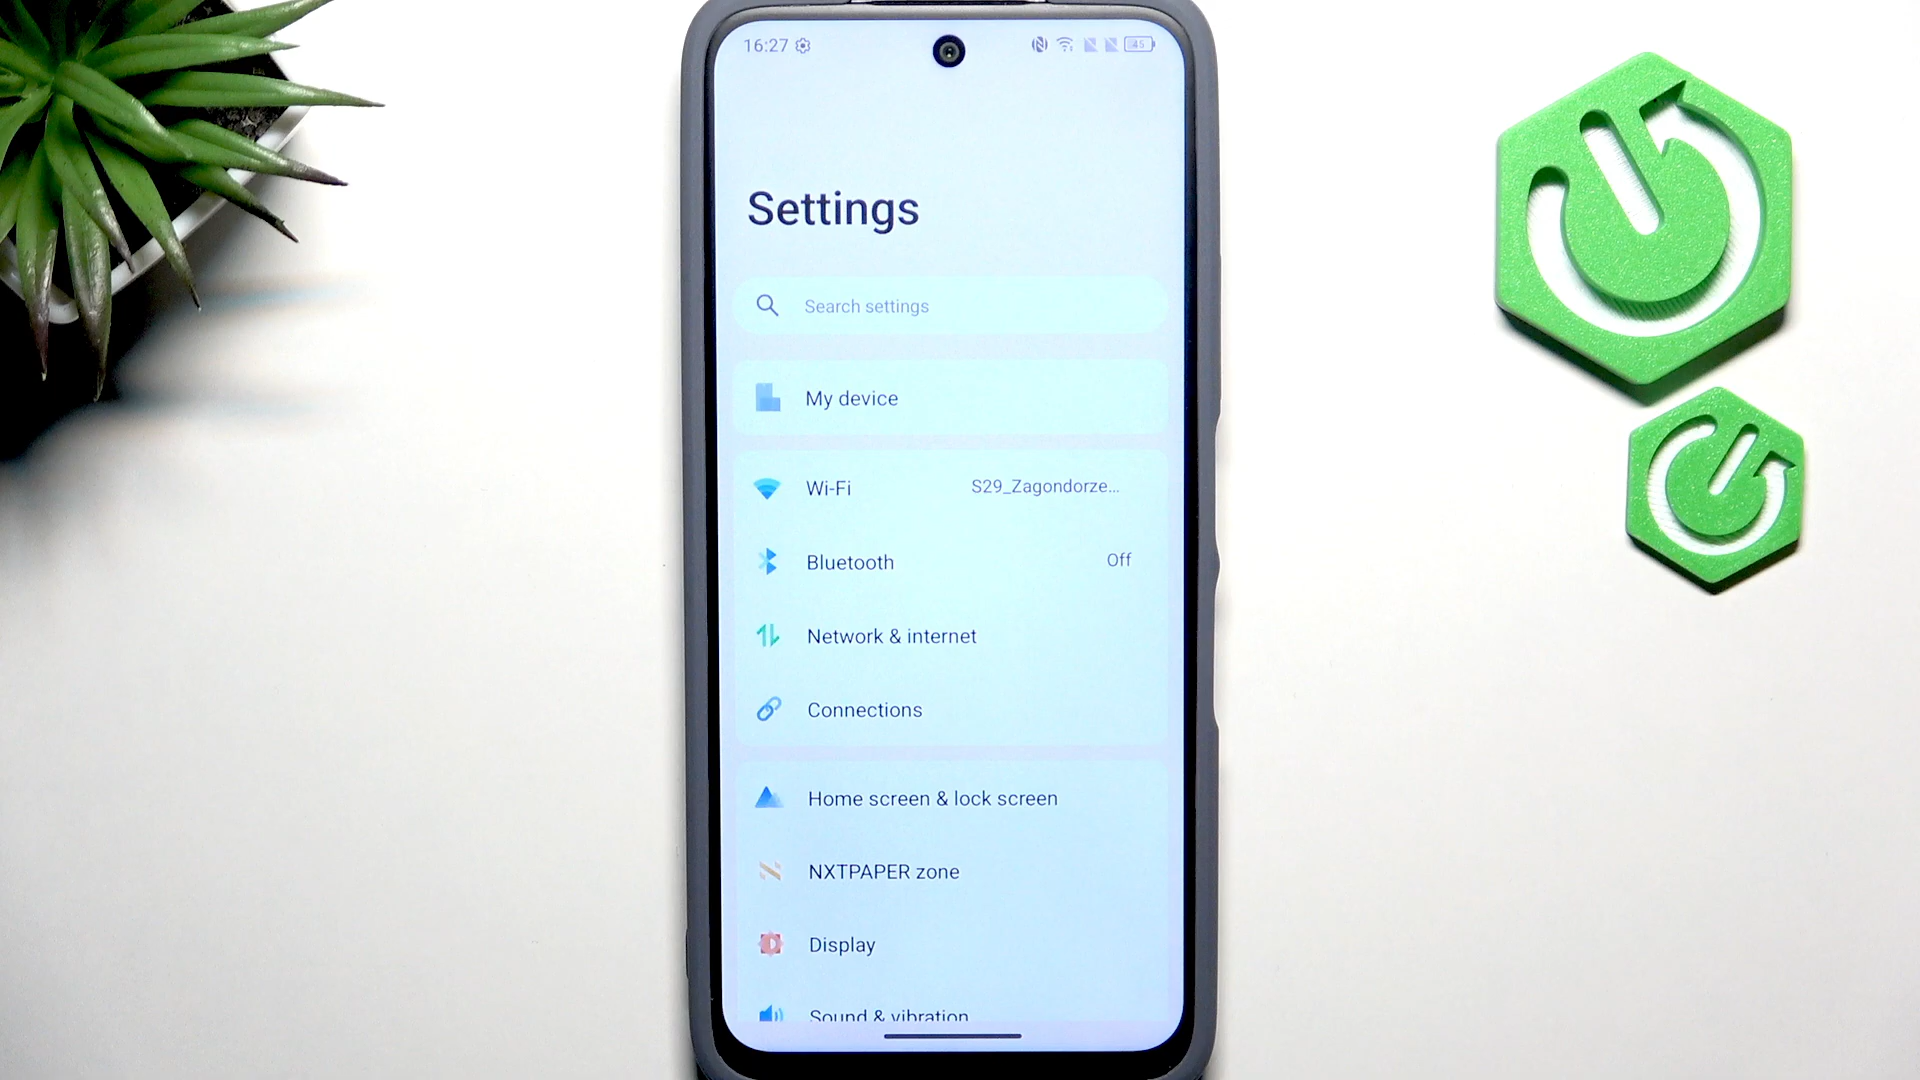 16:27
45
Settings
Search settings
My device
Wi-Fi S29_Zagondorze...
Bluetooth Off
Network & internet
Connections
Home screen & lock screen
NXTPAPER zone
Display
Sound & vibration